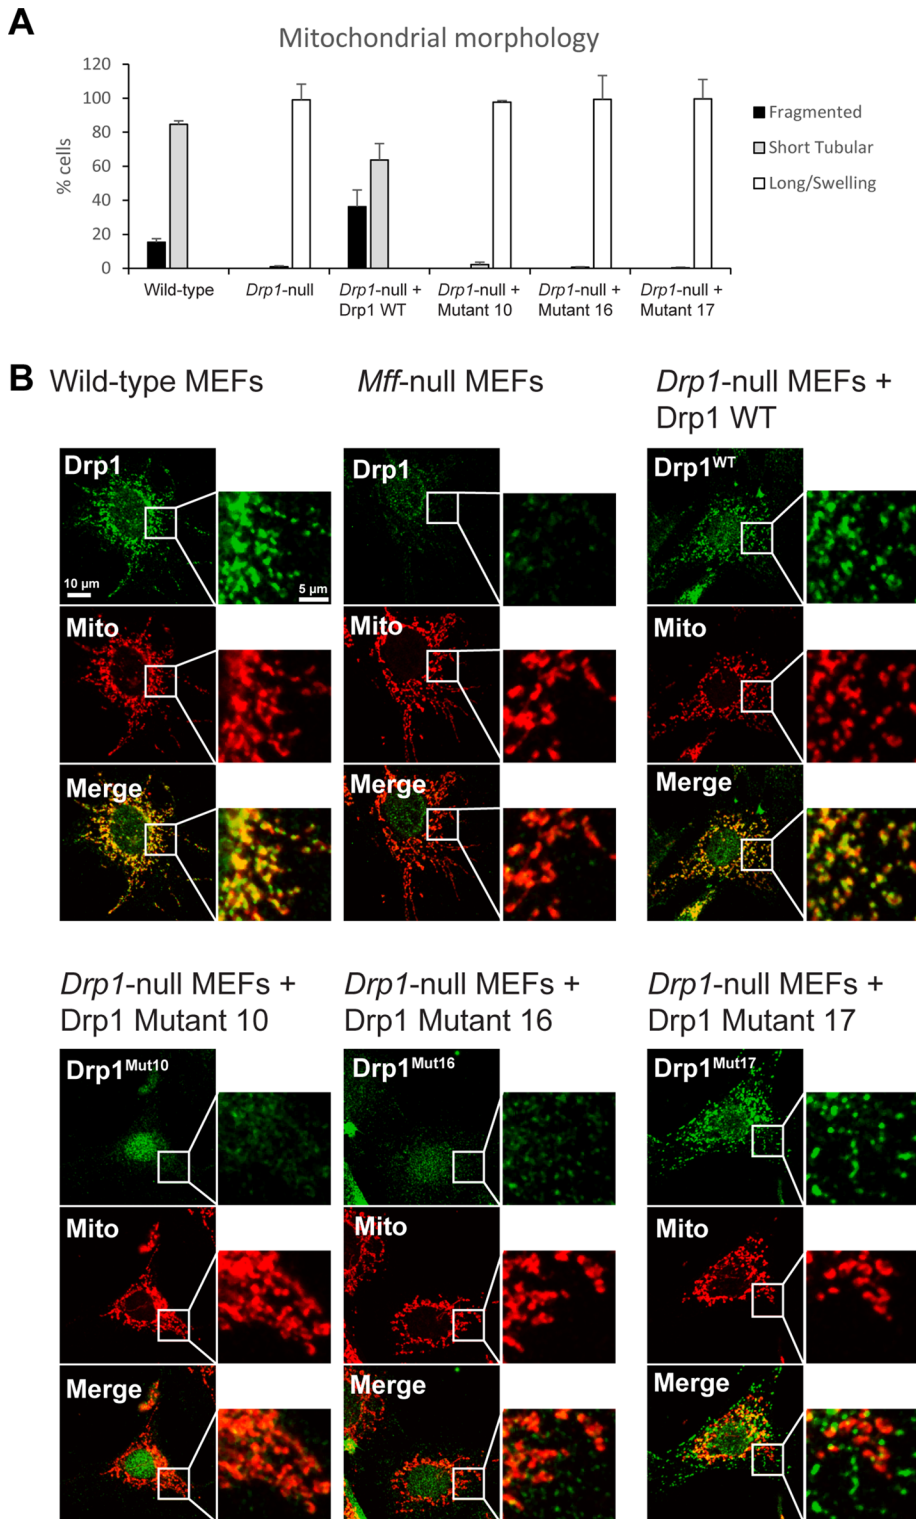 A
Mitochondrial morphology
120
100
80
60
40
20
0
% cells
Fragmented
Short Tubular
Long/Swelling
Wild-type
Drp1-null
Drp1-null +
Drp1 WT
Drp1-null +
Mutant 10
Drp1-null +
Mutant 16
Drp1-null +
Mutant 17
B
Wild-type MEFs
Mff-null MEFs
Drp1-null MEFs +
Drp1 WT
Drp1
10 µm
5 µm
Drp1
Drp1WT
Mito
Mito
Mito
Merge
Merge
Merge
Drp1-null MEFs +
Drp1 Mutant 10
Drp1-null MEFs +
Drp1 Mutant 16
Drp1-null MEFs +
Drp1 Mutant 17
Drp1Mut10
Drp1Mut16
Drp1Mut17
Mito
Mito
Mito
Merge
Merge
Merge